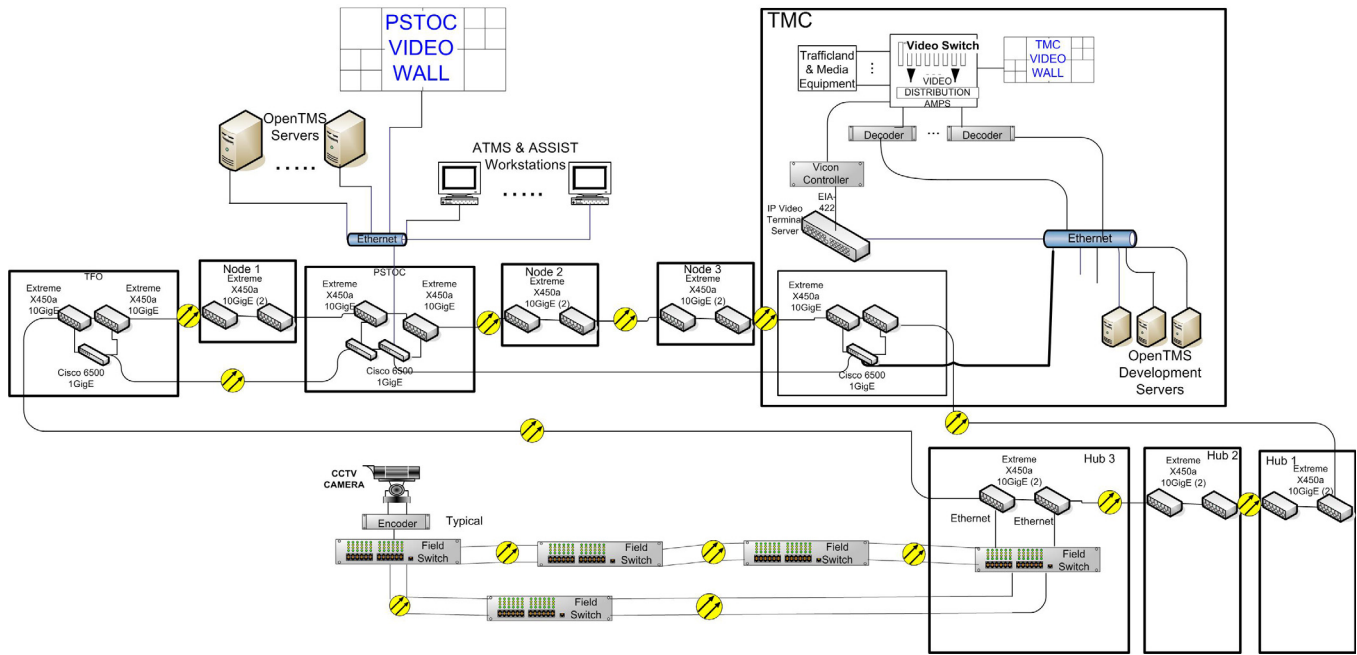 PSTOC
VIDEO
WALL
TMC
Video Switch
VIDEO
DISTRIBUTION
AMPS
Trafficland
& Media
Equipment
TMC
VIDEO
WALL
OpenTMS
Servers
ATMS & ASSIST
Workstations
Decoder
Decoder
Vicon
Controller
EIA-
422
IP Video
Terminal
Server
Ethernet
Ethernet
TFO
Extreme
X450a
10GigE
Extreme
X450a
10GigE
Cisco 6500
1GigE
Node 1
Extreme
X450a
10GigE (2)
PSTOC
Extreme
X450a
10GigE
Extreme
X450a
10GigE
Cisco 6500
1GigE
Node 2
Extreme
X450a
10GigE (2)
Node 3
Extreme
X450a
10GigE (2)
Extreme
X450a
10GigE
Cisco 6500
1GigE
OpenTMS
Development
Servers
Hub 3
Extreme
X450a
10GigE (2)
Ethernet
Ethernet
Hub 2
Extreme
X450a
10GigE (2)
Hub 1
Extreme
X450a
10GigE (2)
CCTV
CAMERA
Encoder
Typical
Field
Switch
Field
Switch
Field
Switch
Field
Switch
Field
Switch